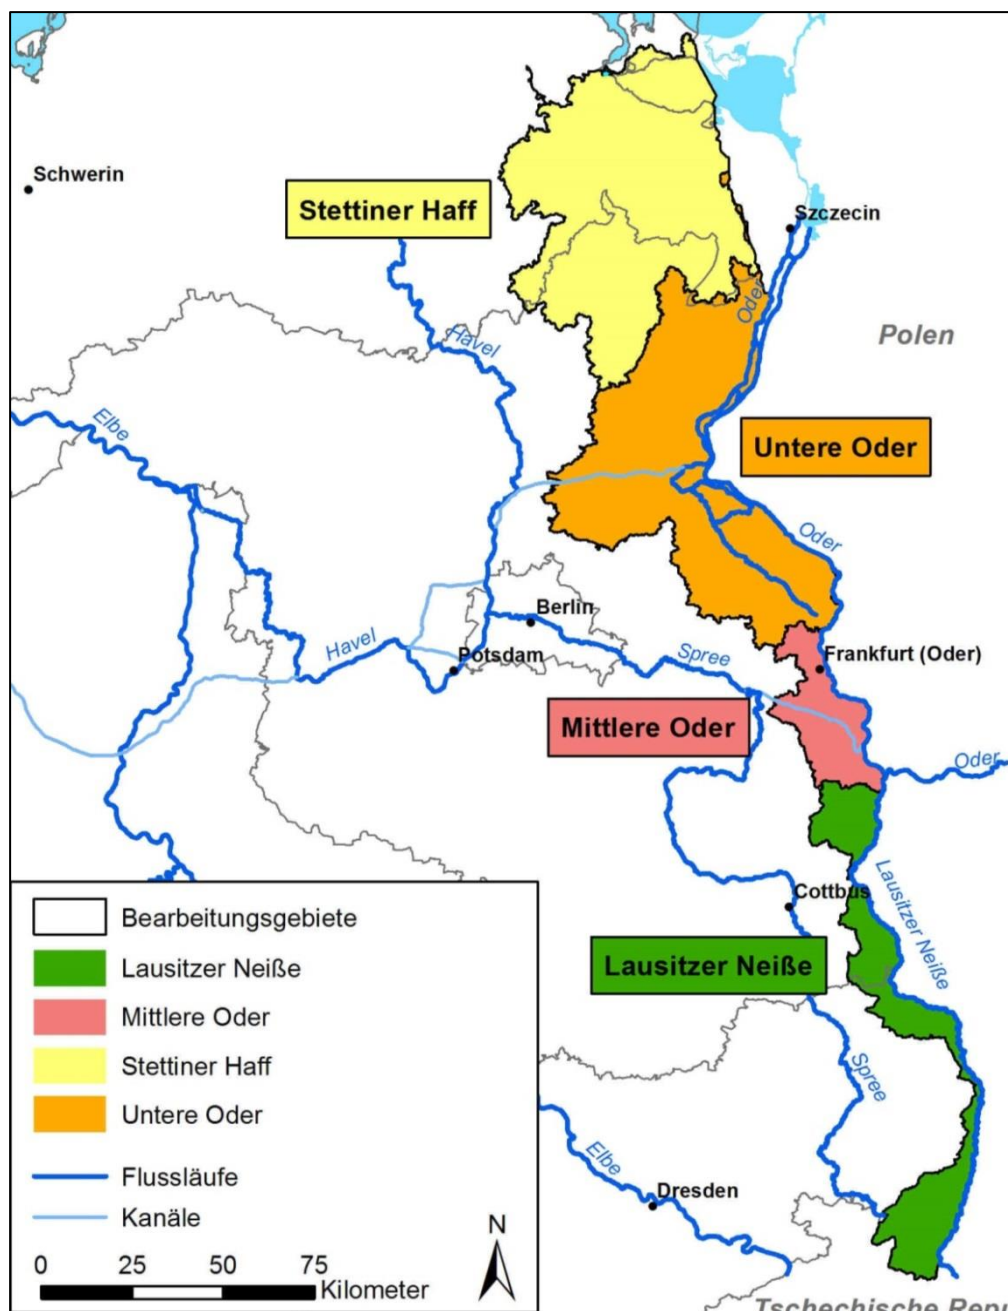 Schwerin
Stettiner Haff
Szczecin
Oder
Polen
Havel
Elbe
Untere Oder
Oder
Berlin
Havel
Potsdam
Spree
Frankfurt (Oder)
Mittlere Oder
Oder
Lausitzer Neiße
Cottbus
Lausitzer Neiße
Spree
Elbe
Dresden
Bearbeitungsgebiete
Lausitzer Neiße
Mittlere Oder
Stettiner Haff
Untere Oder
Flussläufe
Kanäle
N
0 25 50 75
Kilometer
Tschechische Repu